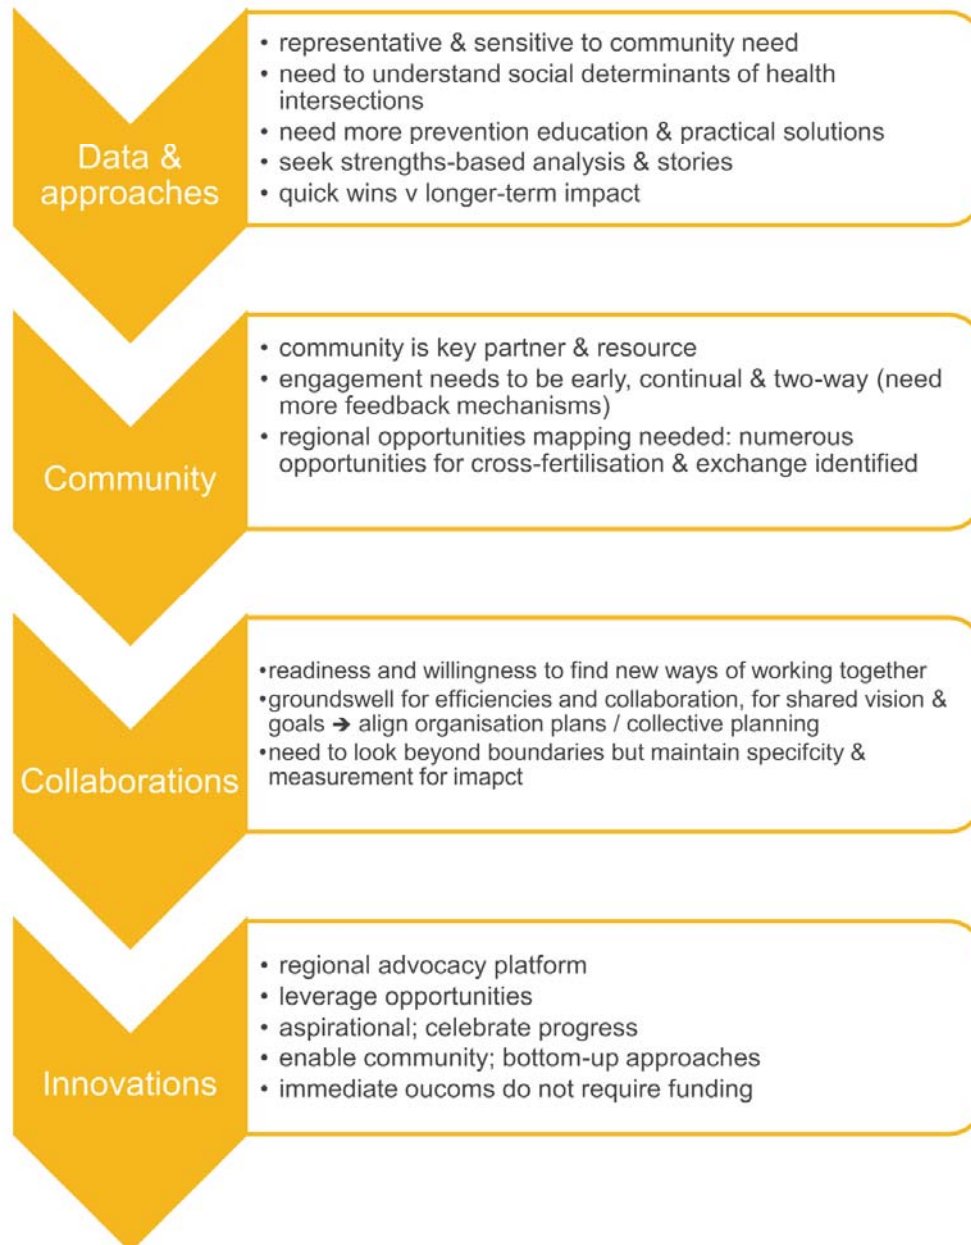 Data &
approaches
• representative & sensitive to community need
• need to understand social determinants of health
intersections
• need more prevention education & practical solutions
• seek strengths-based analysis & stories
• quick wins v longer-term impact
Community
• community is key partner & resource
• engagement needs to be early, continual & two-way (need
more feedback mechanisms)
• regional opportunities mapping needed: numerous
opportunities for cross-fertilisation & exchange identified
Collaborations
•readiness and willingness to find new ways of working together
•groundswell for efficiencies and collaboration, for shared vision &
goals ➔ align organisation plans / collective planning
•need to look beyond boundaries but maintain specifcity &
measurement for imapct
Innovations
• regional advocacy platform
• leverage opportunities
• aspirational; celebrate progress
• enable community; bottom-up approaches
• immediate oucoms do not require funding